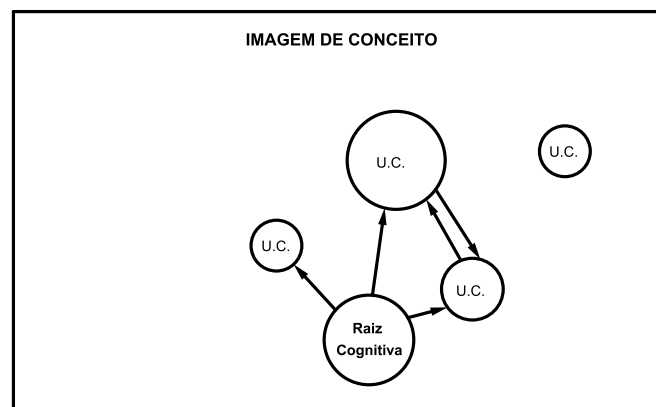 IMAGEM DE CONCEITO
U.C.
U.C.
U.C.
U.C.
Raiz
Cognitiva